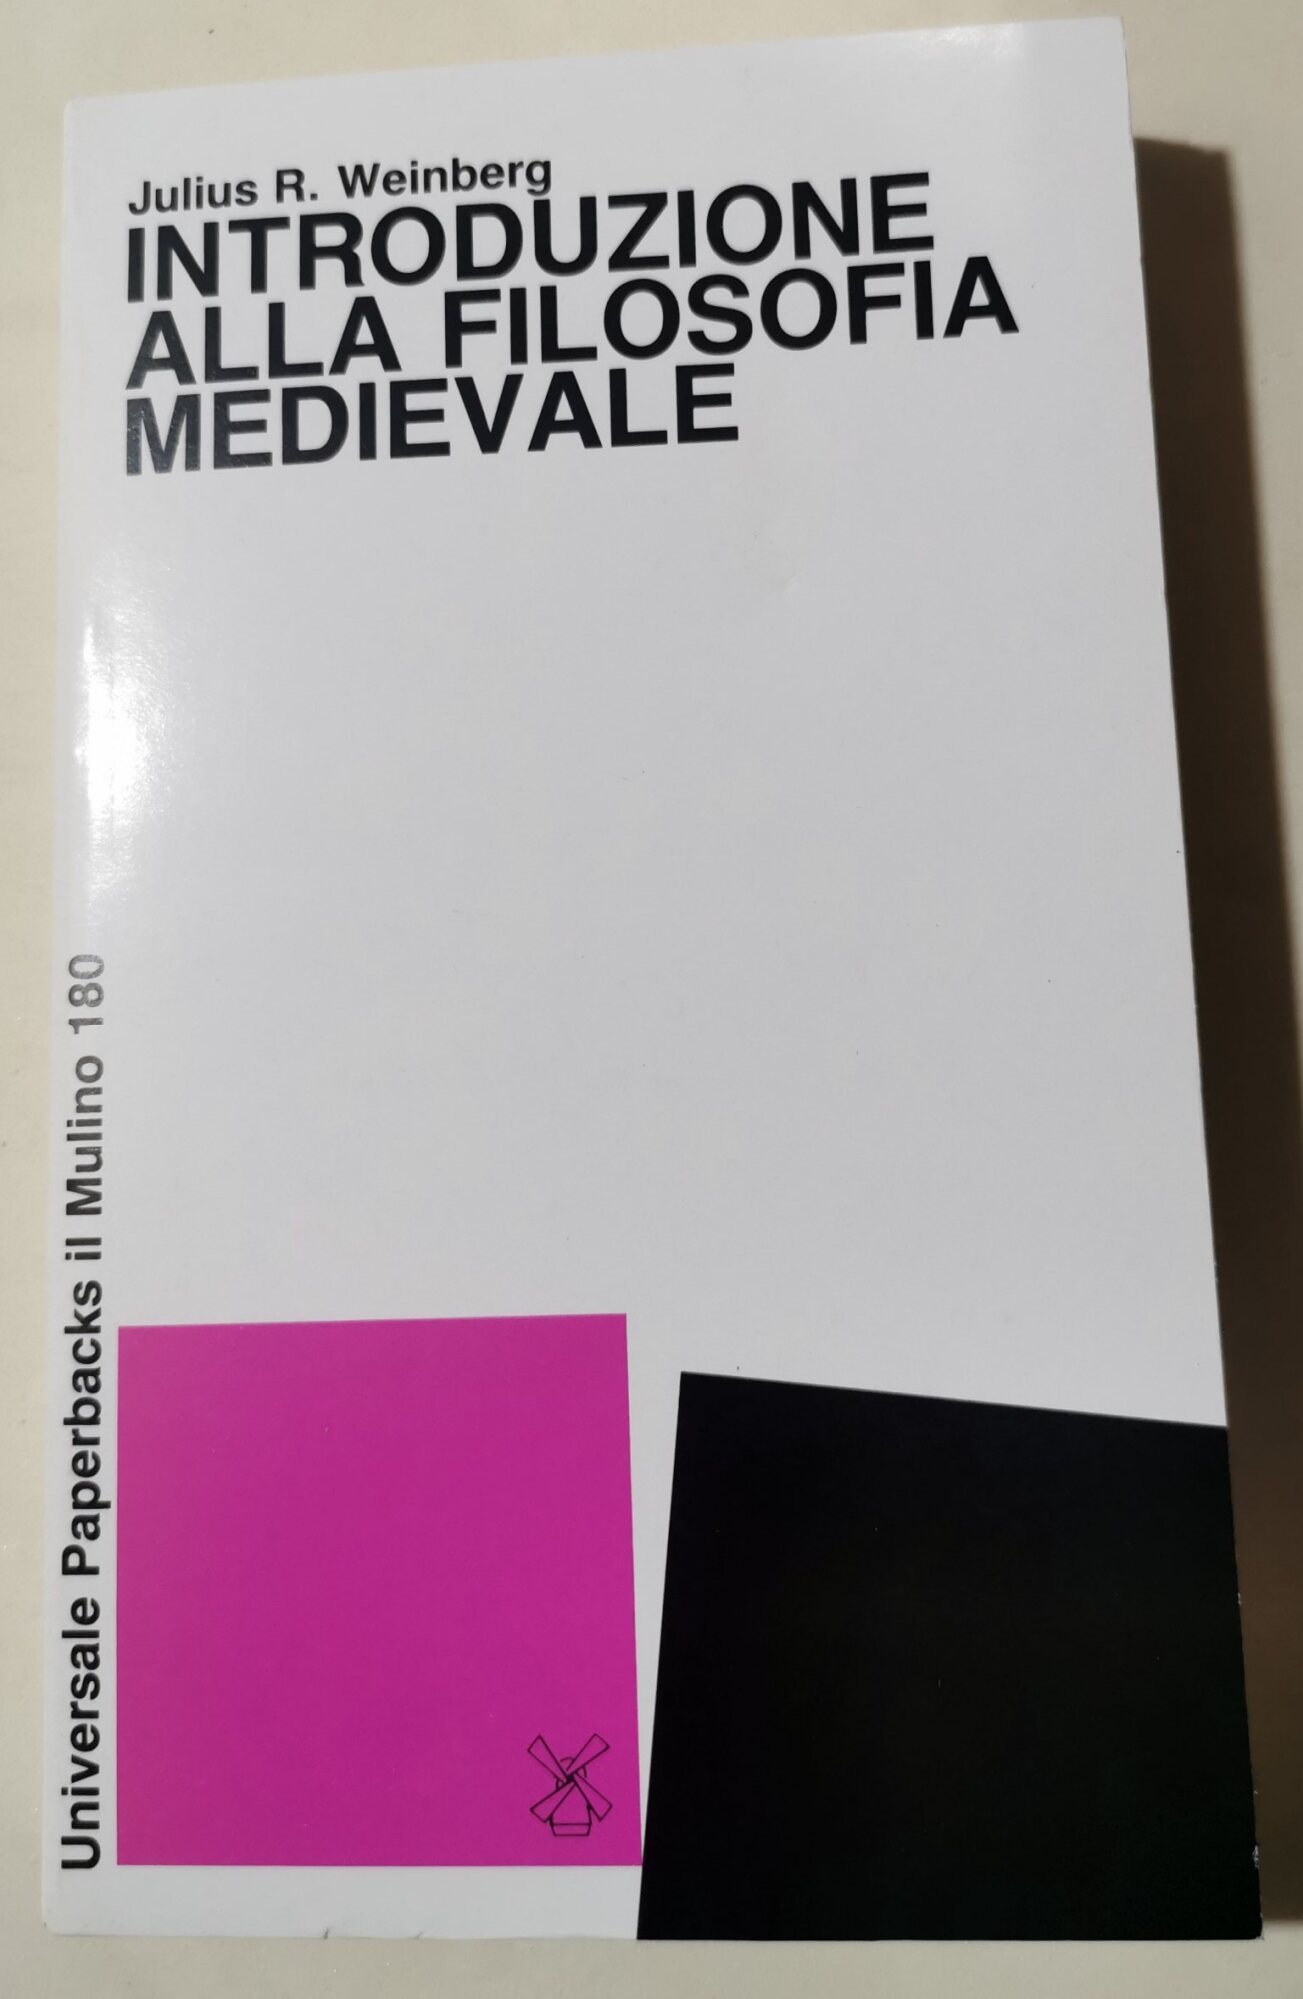 Julius R. Weinberg
INTRODUZIONE
ALLA FILOSOFIA
MEDIEVALE
Universale Paperbacks il Mulino 180